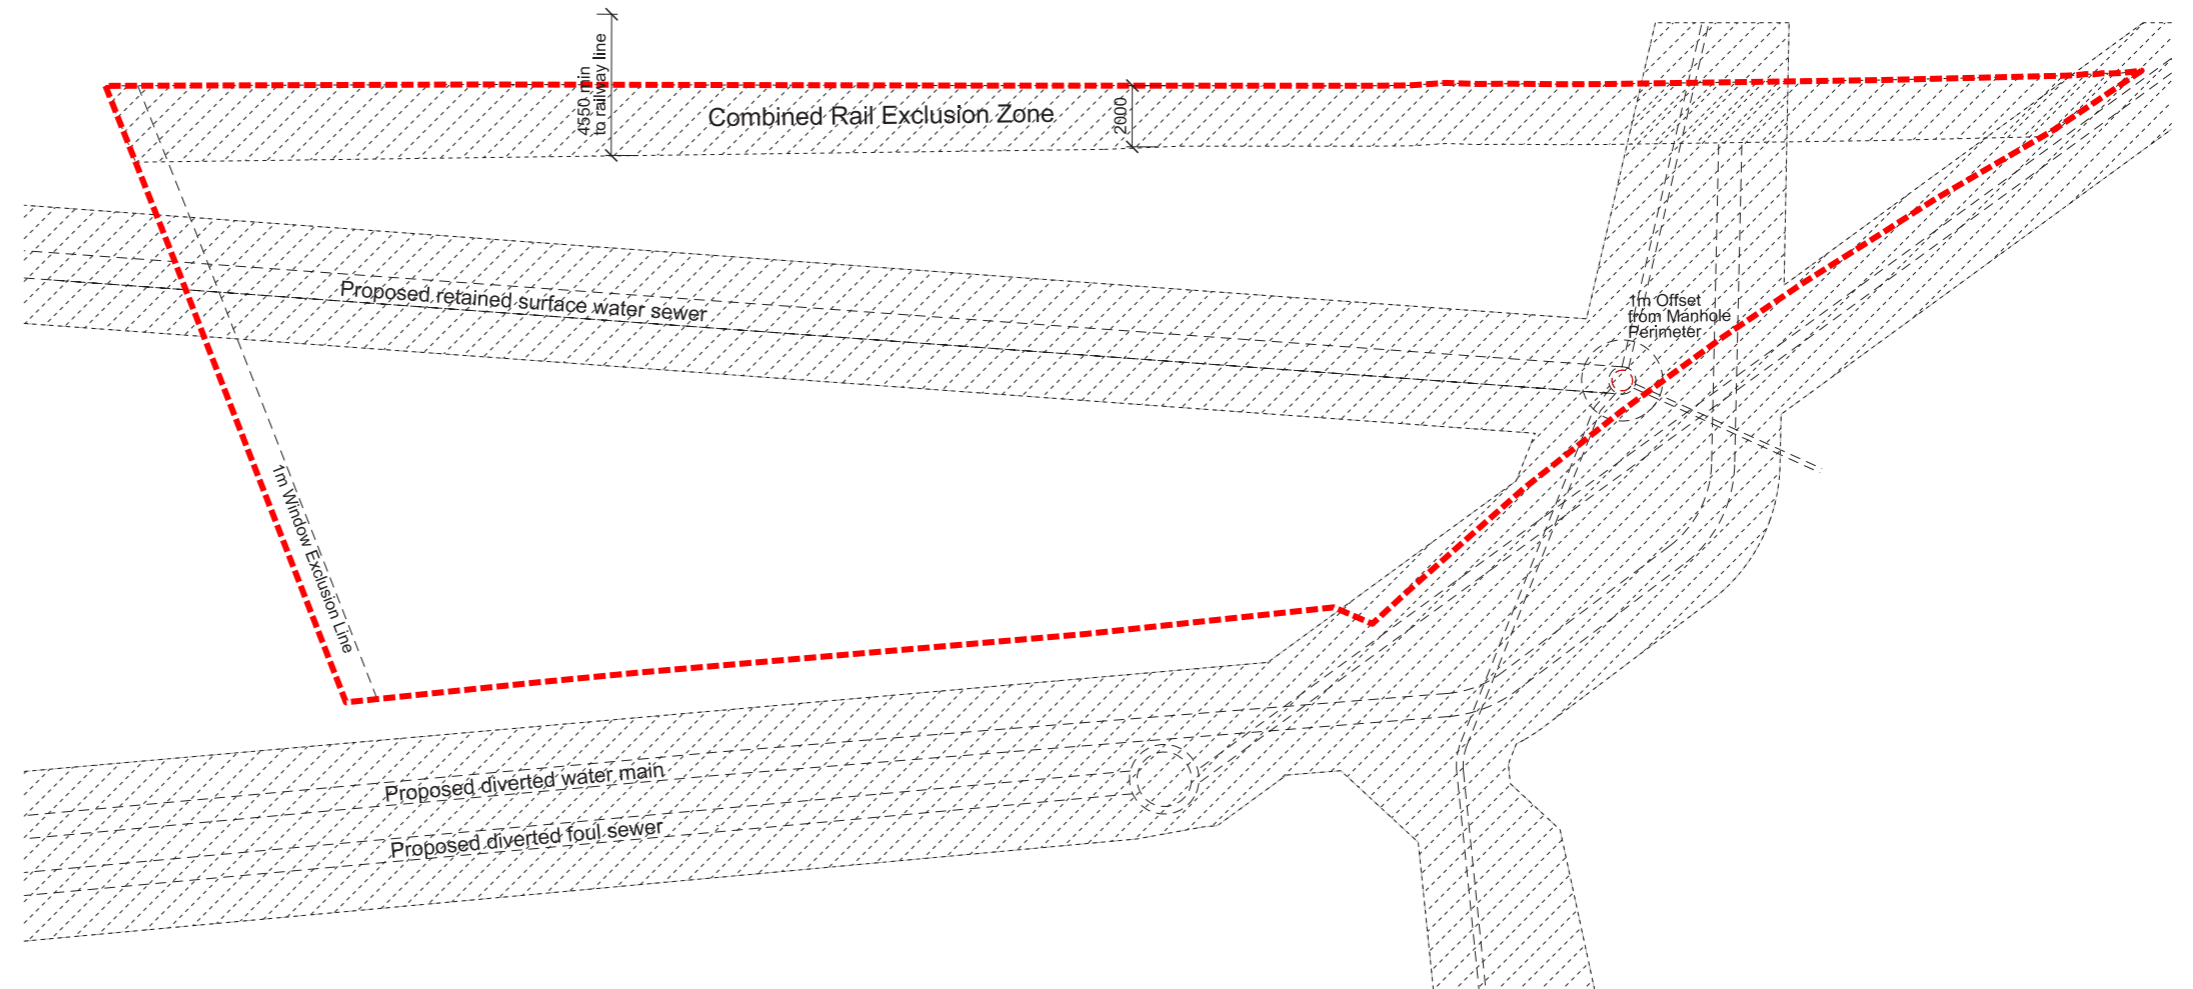 4550 min
to railway line
Combined Rail Exclusion Zone
2000
Proposed retained surface water sewer
1m Offset
from Manhole
Perimeter
1m Window Exclusion Line
Proposed diverted water main
Proposed diverted foul sewer